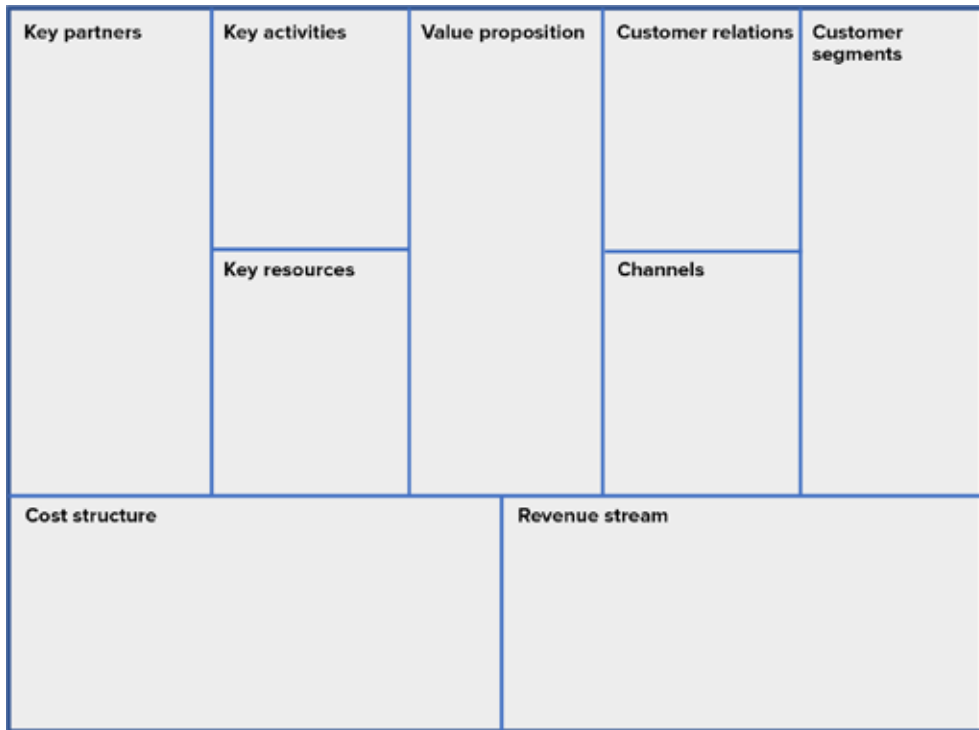 Key partners
Key activities
Value proposition
Customer relations
Customer
segments
Key resources
Channels
Cost structure
Revenue stream